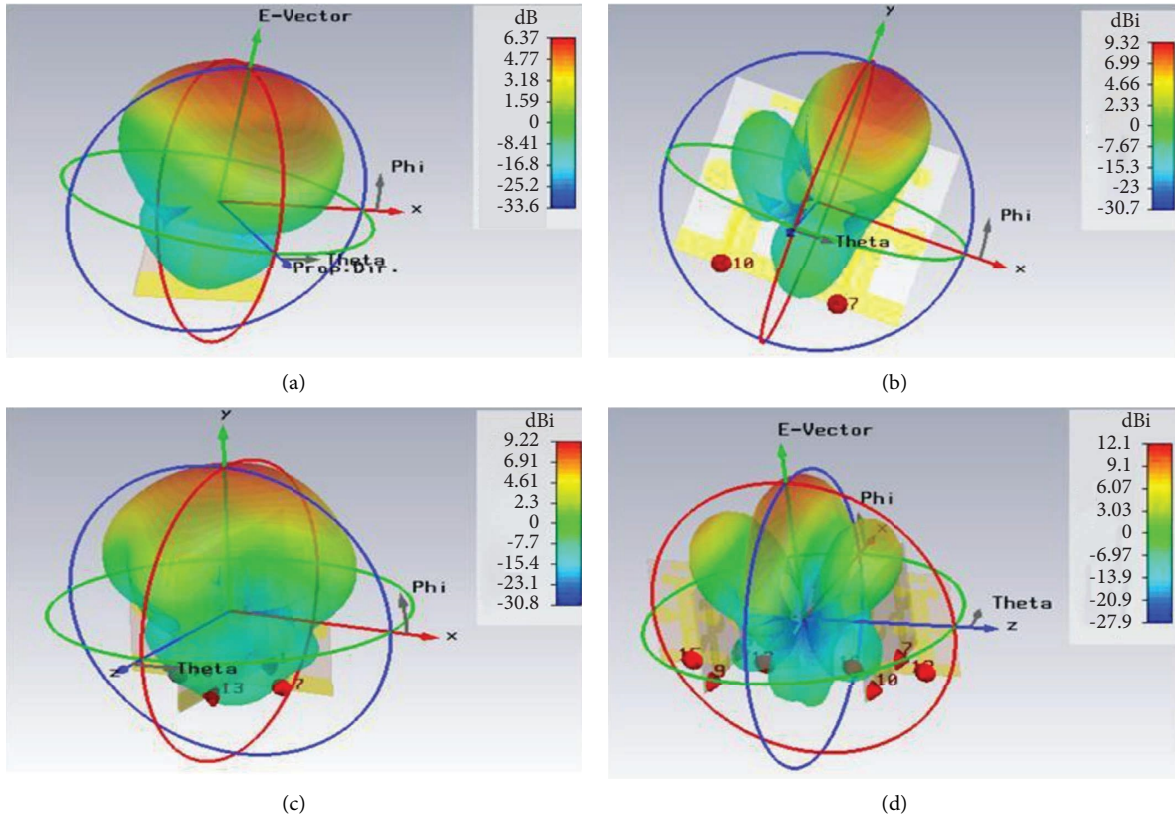 E-Vector
dB
6.37
4.77
3.18
1.59
0
-8.41
-16.8
-25.2
-33.6
Phi
x
Theta
Prop.Dir.
(a)
y
dBi
9.32
6.99
4.66
2.33
0
-7.67
-15.3
-23
-30.7
Phi
x
z
Theta
10
7
(b)
y
dBi
9.22
6.91
4.61
2.3
0
-7.7
-15.4
-23.1
-30.8
Phi
x
z
Theta
13
7
(c)
E-Vector
dBi
12.1
9.1
6.07
3.03
0
-6.97
-13.9
-20.9
-27.9
Phi
x
Theta
z
15
9
7
10
(d)